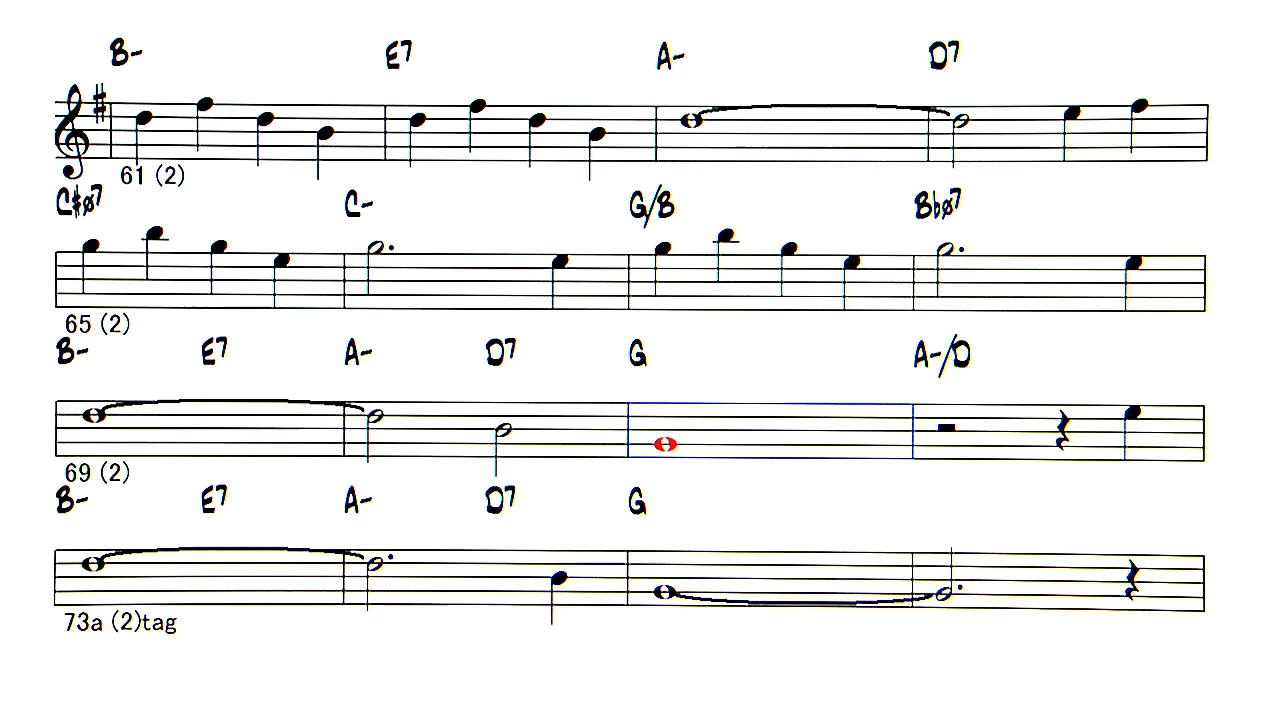 B- E7 A- D7
61 (2)
C#ø7 C- G/B Bbø7
65 (2)
B- E7 A- D7 G A-/D
69 (2)
B- E7 A- D7 G
73a (2)tag